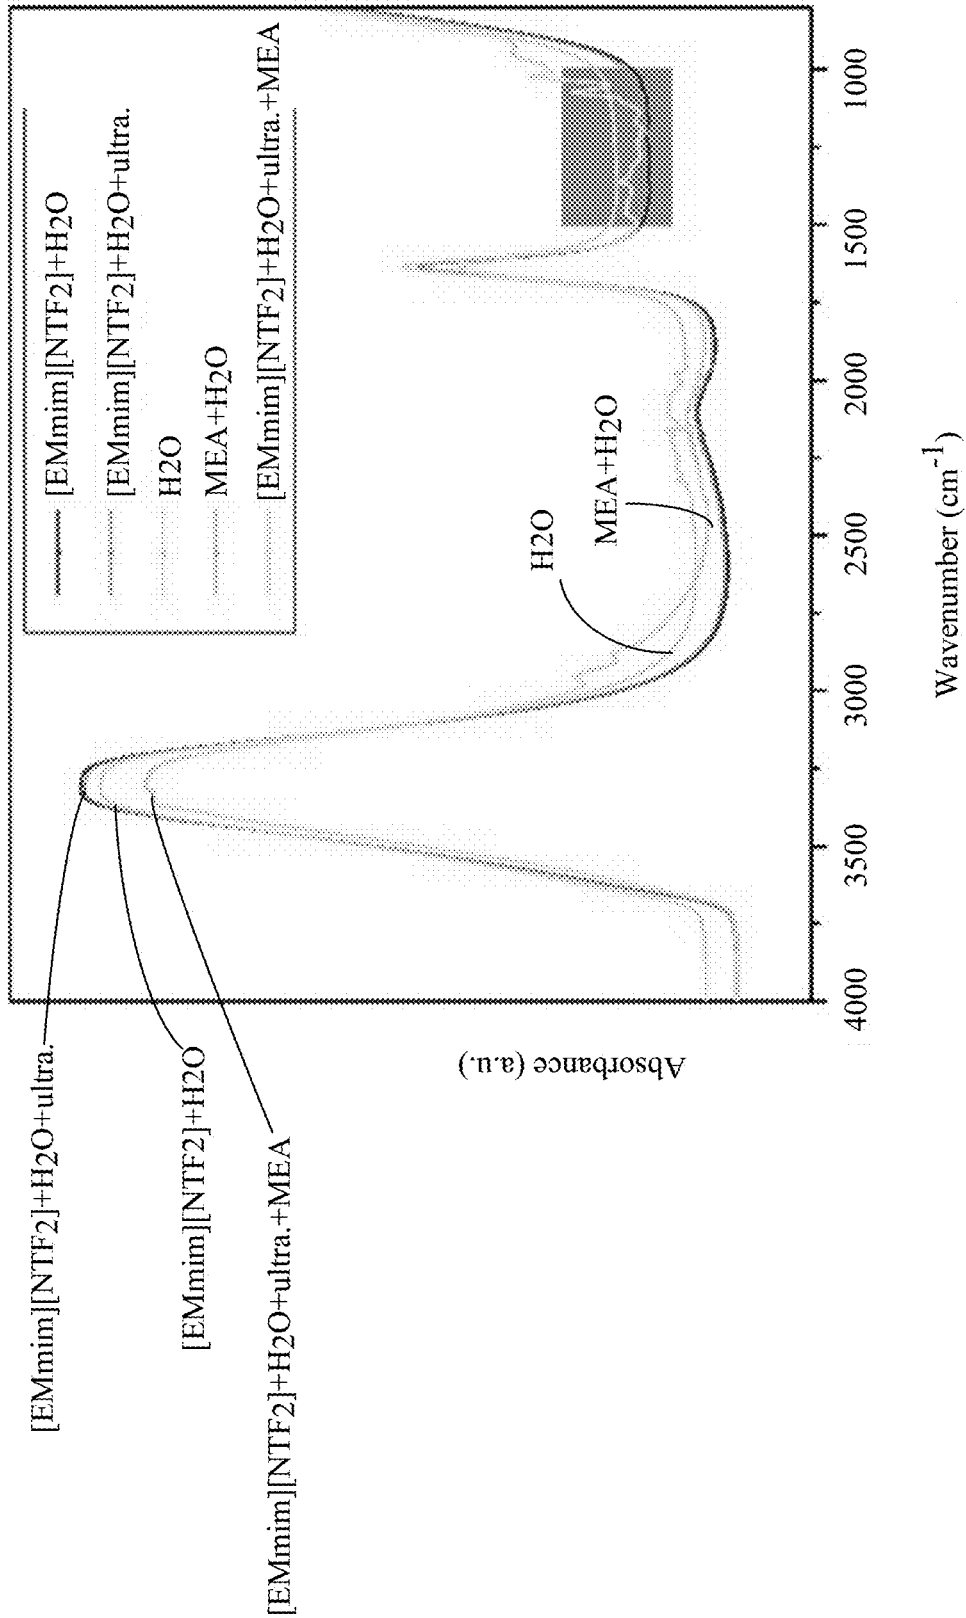 [EMmim][NTF2]+H2O+ultra.
[EMmim][NTF2]+H2O
[EMmim][NTF2]+H2O+ultra.+MEA
[EMmim][NTF2]+H2O
[EMmim][NTF2]+H2O+ultra.
H2O
MEA+H2O
[EMmim][NTF2]+H2O+ultra.+MEA
H2O
MEA+H2O
Absorbance (a.u.)
4000 3500 3000 2500 2000 1500 1000
Wavenumber (cm-1)